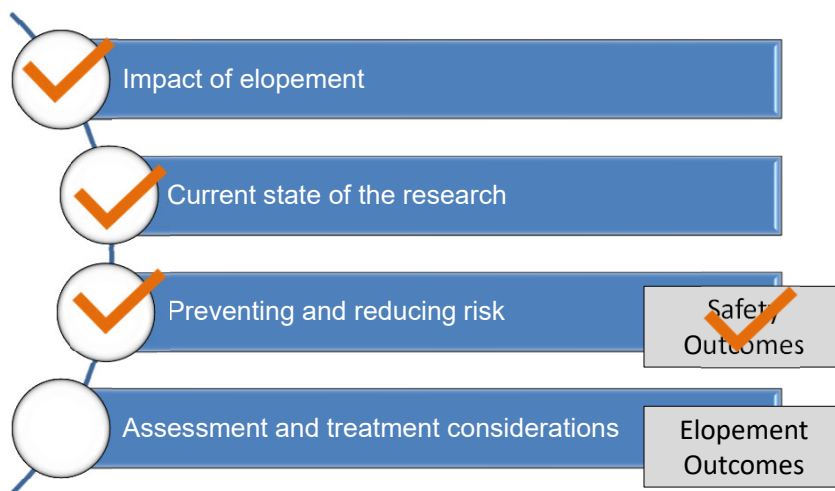 Impact of elopement
Current state of the research
Preventing and reducing risk
Safety
Outcomes
Assessment and treatment considerations
Elopement
Outcomes